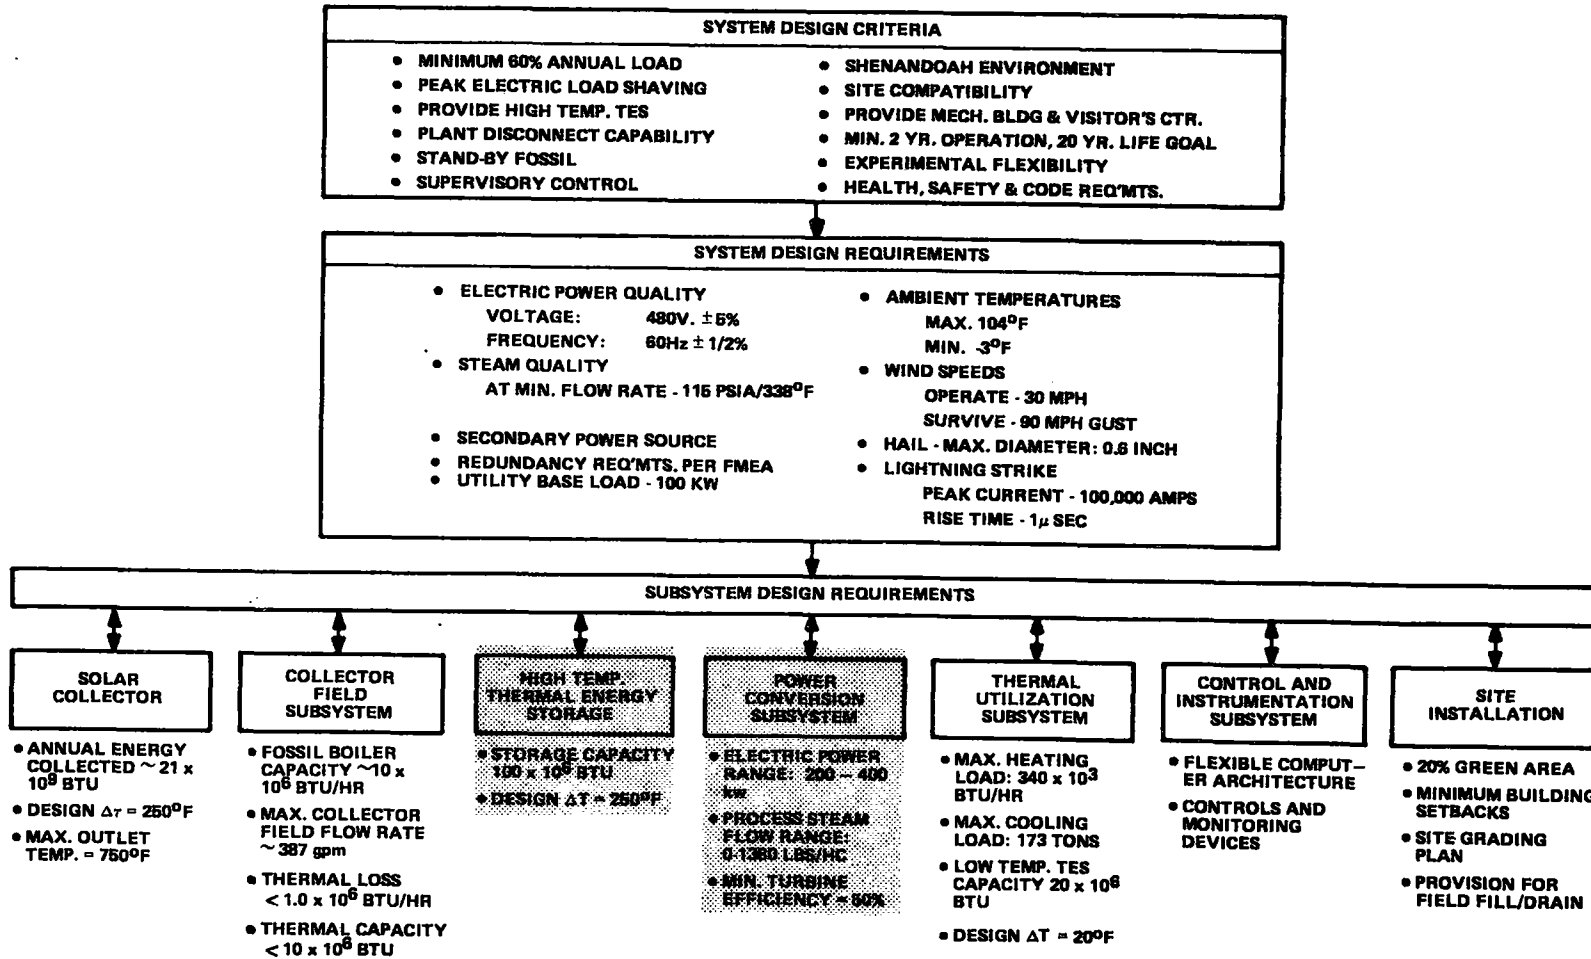 SYSTEM DESIGN CRITERIA
● MINIMUM 60% ANNUAL LOAD
● PEAK ELECTRIC LOAD SHAVING
● PROVIDE HIGH TEMP. TES
● PLANT DISCONNECT CAPABILITY
● STAND-BY FOSSIL
● SUPERVISORY CONTROL
● SHENANDOAH ENVIRONMENT
● SITE COMPATIBILITY
● PROVIDE MECH. BLDG & VISITOR'S CTR.
● MIN. 2 YR. OPERATION, 20 YR. LIFE GOAL
● EXPERIMENTAL FLEXIBILITY
● HEALTH, SAFETY & CODE REQ'MTS.
SYSTEM DESIGN REQUIREMENTS
● ELECTRIC POWER QUALITY
VOLTAGE: 480V. ±5%
FREQUENCY: 60Hz ± 1/2%
● STEAM QUALITY
AT MIN. FLOW RATE - 115 PSIA/338°F
● SECONDARY POWER SOURCE
● REDUNDANCY REQ'MTS. PER FMEA
● UTILITY BASE LOAD - 100 KW
● AMBIENT TEMPERATURES
MAX. 104°F
MIN. -3°F
● WIND SPEEDS
OPERATE - 30 MPH
SURVIVE - 90 MPH GUST
● HAIL - MAX. DIAMETER: 0.6 INCH
● LIGHTNING STRIKE
PEAK CURRENT - 100,000 AMPS
RISE TIME - 1µ SEC
SUBSYSTEM DESIGN REQUIREMENTS
SOLAR
COLLECTOR
● ANNUAL ENERGY
COLLECTED ~ 21 x
10⁹ BTU
● DESIGN Δτ = 250°F
● MAX. OUTLET
TEMP. = 750°F
COLLECTOR
FIELD
SUBSYSTEM
● FOSSIL BOILER
CAPACITY ~10 x
10⁶ BTU/HR
● MAX. COLLECTOR
FIELD FLOW RATE
~ 387 gpm
● THERMAL LOSS
< 1.0 x 10⁶ BTU/HR
● THERMAL CAPACITY
< 10 x 10⁶ BTU
HIGH TEMP.
THERMAL ENERGY
STORAGE
● STORAGE CAPACITY
100 x 10⁶ BTU
● DESIGN ΔT = 250°F
POWER
CONVERSION
SUBSYSTEM
● ELECTRIC POWER
RANGE: 200 – 400
kw
● PROCESS STEAM
FLOW RANGE:
0-1380 LBS/HC
● MIN. TURBINE
EFFICIENCY = 50%
THERMAL
UTILIZATION
SUBSYSTEM
● MAX. HEATING
LOAD: 340 x 10³
BTU/HR
● MAX. COOLING
LOAD: 173 TONS
● LOW TEMP. TES
CAPACITY 20 x 10⁶
BTU
● DESIGN ΔT = 20°F
CONTROL AND
INSTRUMENTATION
SUBSYSTEM
● FLEXIBLE COMPUT–
ER ARCHITECTURE
● CONTROLS AND
MONITORING
DEVICES
SITE
INSTALLATION
● 20% GREEN AREA
● MINIMUM BUILDING
SETBACKS
● SITE GRADING
PLAN
● PROVISION FOR
FIELD FILL/DRAIN